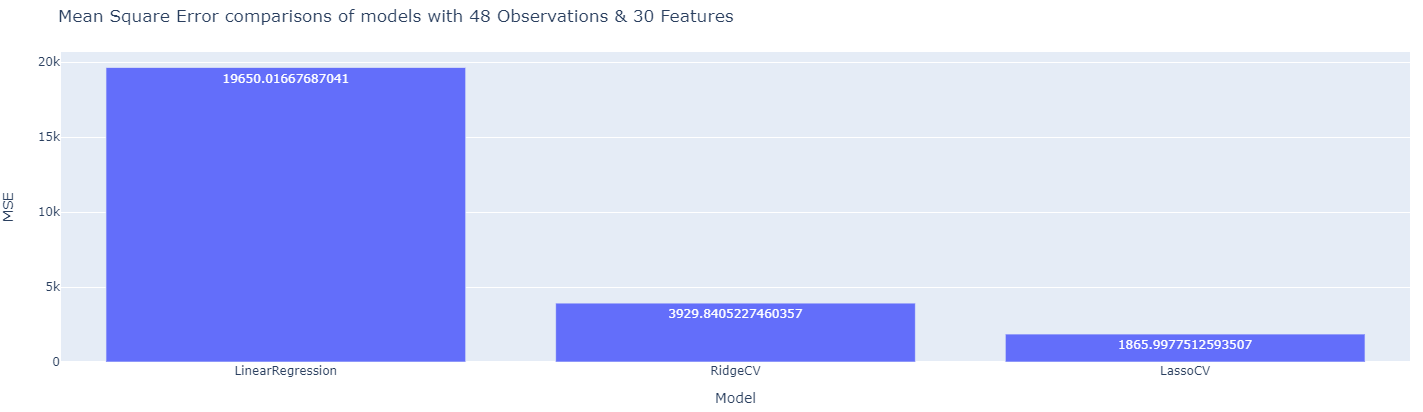 Mean Square Error comparisons of models with 48 Observations & 30 Features
20k
15k
10k
5k
0
MSE
19650.01667687041
3929.8405227460357
1865.9977512593507
LinearRegression
RidgeCV
LassoCV
Model